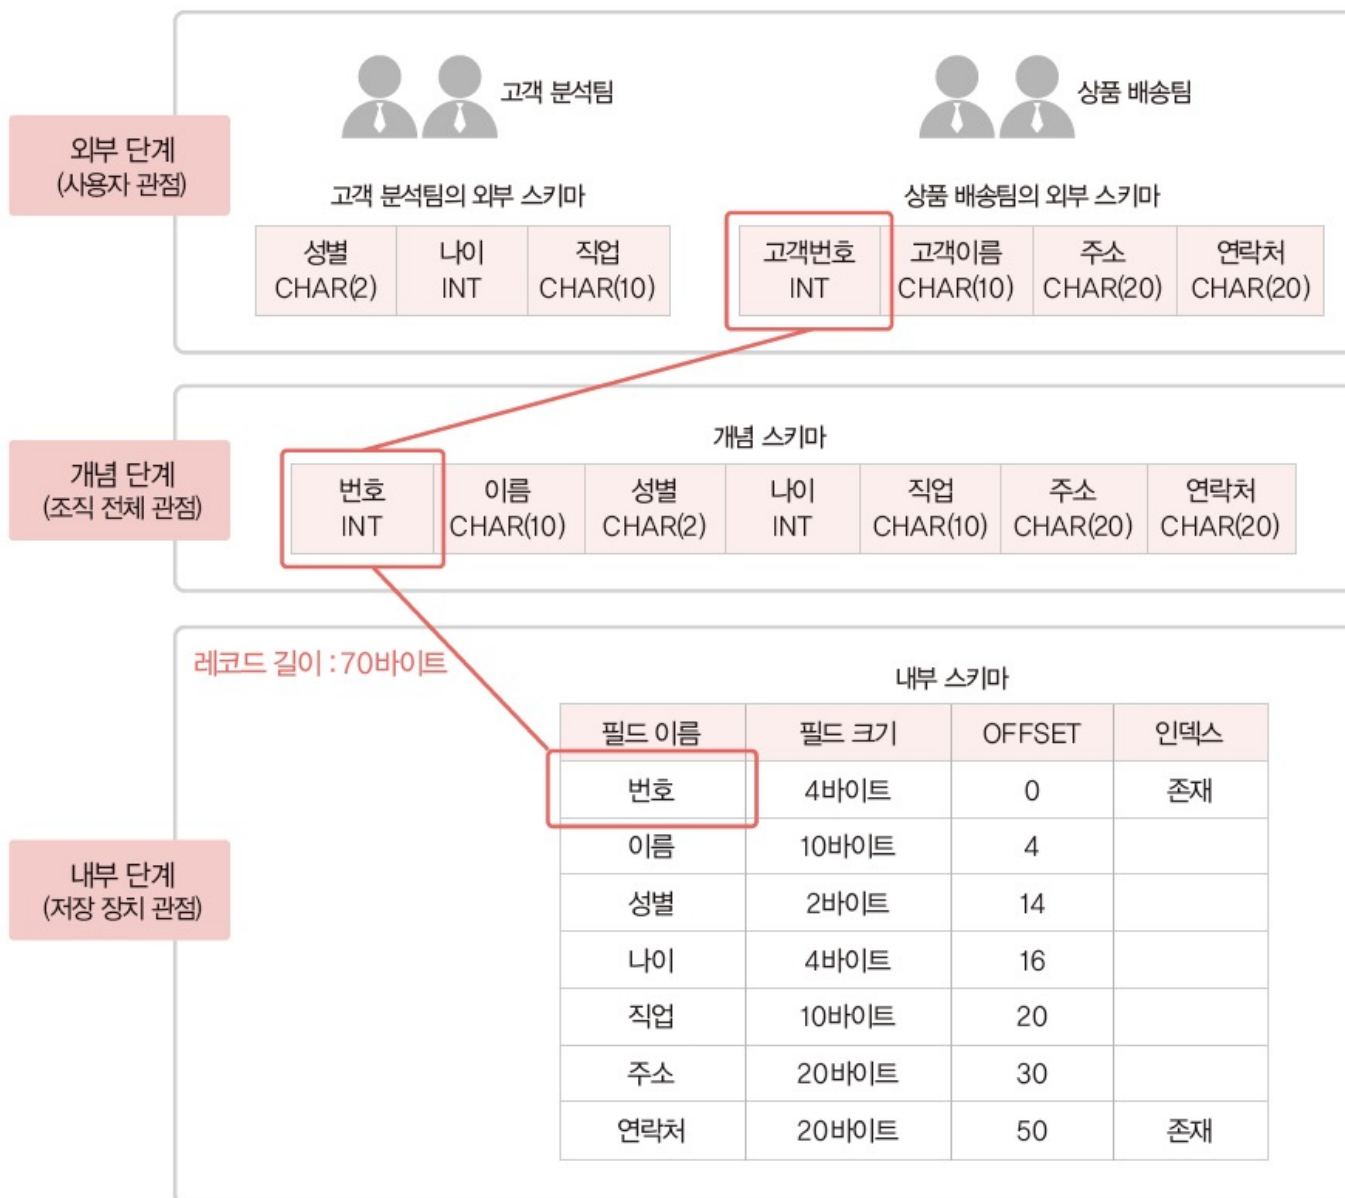 고객 분석팀
상품 배송팀
외부 단계
(사용자 관점)
고객 분석팀의 외부 스키마
상품 배송팀의 외부 스키마
성별 나이 직업
CHAR(2) INT CHAR(10)
고객번호 고객이름 주소 연락처
INT CHAR(10) CHAR(20) CHAR(20)
개념 단계
(조직 전체 관점)
개념 스키마
번호 이름 성별 나이 직업 주소 연락처
INT CHAR(10) CHAR(2) INT CHAR(10) CHAR(20) CHAR(20)
내부 단계
(저장 장치 관점)
레코드 길이 : 70바이트
내부 스키마
필드 이름 필드 크기 OFFSET 인덱스
번호 4바이트 0 존재
이름 10바이트 4
성별 2바이트 14
나이 4바이트 16
직업 10바이트 20
주소 20바이트 30
연락처 20바이트 50 존재